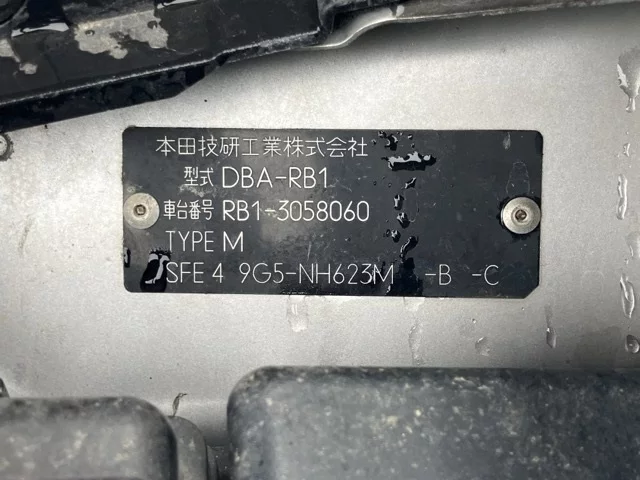 本田技研工業株式会社
型式 DBA-RB1
車台番号 RB1-3058060
TYPE M
SFE 4 9G5-NH623M -B -C